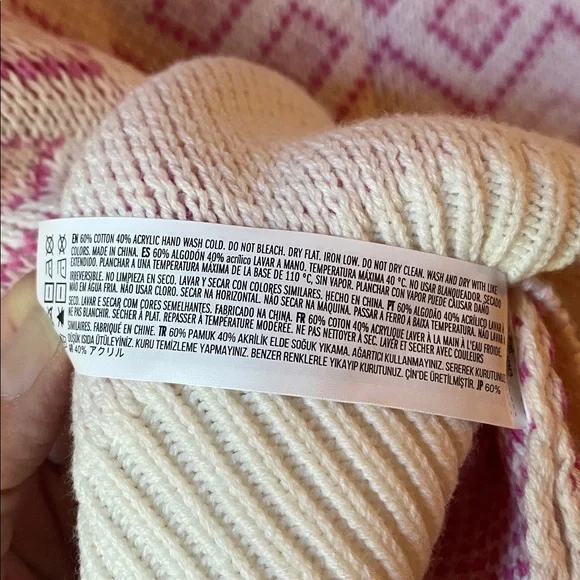 EN 60% COTTON 40% ACRYLIC HAND WASH COLD. DO NOT BLEACH. DRY FLAT. IRON LOW. DO NOT DRY CLEAN. WASH AND DRY WITH LIKE
COLORS. MADE IN CHINA. ES 60% ALGODÓN 40% acrílico LAVAR A MANO. TEMPERATURA MÁXIMA 40 °C. NO USAR BLANQUEADOR, SECADO
EXTENDIDO. PLANCHAR A UNA TEMPERATURA MÁXIMA DE LA BASE DE 110 °C, SIN VAPOR. PLANCHAR CON VAPOR PUEDE CAUSAR DAÑO
IRREVERSIBLE. NO LIMPIEZA EN SECO. LAVAR Y SECAR CON COLORES SIMILARES. HECHO EN CHINA. PT 60% ALGODÃO 40% ACRÍLICO LAVAR À
MÃO EM ÁGUA FRIA. NÃO USAR CLORO. SECAR NA HORIZONTAL. NÃO SECAR NA MÁQUINA. PASSAR A FERRO A BAIXA TEMPERATURA. NÃO LAVAR A
SECO. LAVAR E SECAR COM CORES SEMELHANTES. FABRICADO NA CHINA. FR 60% COTON 40% ACRYLIQUE LAVER À LA MAIN À L'EAU FROIDE.
NE PAS BLANCHIR. SÉCHER À PLAT. REPASSER À TEMPÉRATURE MODÉRÉE. NE PAS NETTOYER À SEC. LAVER ET SÉCHER AVEC COULEURS
SIMILAIRES. FABRIQUÉ EN CHINE. TR 60% PAMUK 40% AKRİLİK ELDE SOĞUK YIKAMA. AĞARTICI KULLANMAYINIZ. SEREREK KURUTUNUZ.
DÜŞÜK ISIDA ÜTÜLEYİNİZ. KURU TEMİZLEME YAPMAYINIZ. BENZER RENKLERLE YIKAYIP KURUTUNUZ. ÇİN'DE ÜRETİLMİŞTİR. JP 60%
40% アクリル